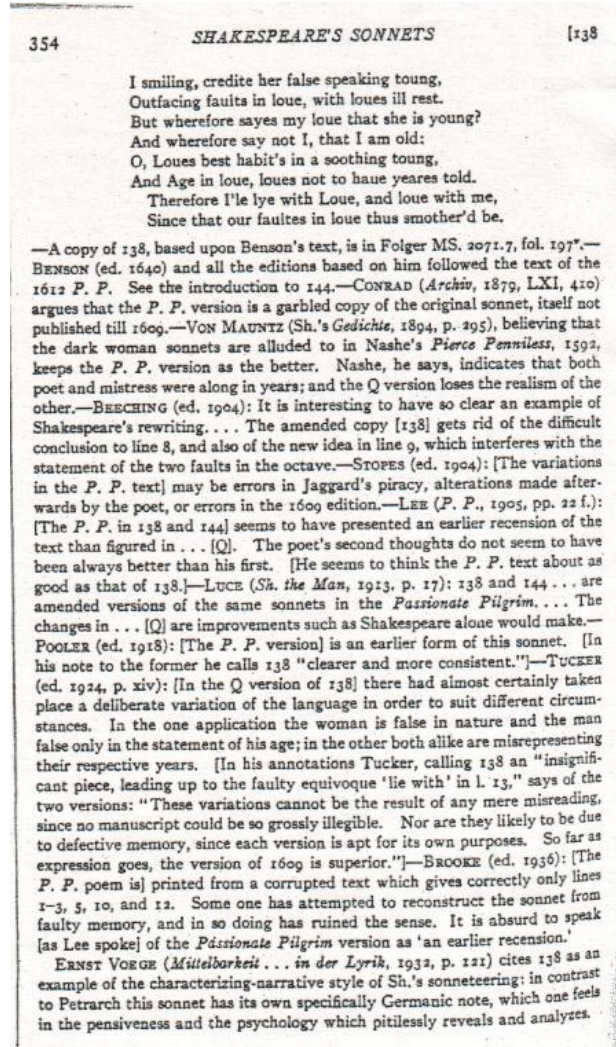 354 SHAKESPEARE'S SONNETS [138
I smiling, credite her false speaking toung,
Outfacing faults in loue, with loues ill rest.
But wherefore sayes my loue that she is young?
And wherefore say not I, that I am old:
O, Loues best habit's in a soothing toung,
And Age in loue, loues not to haue yeares told.
Therefore I'le lye with Loue, and loue with me,
Since that our faultes in loue thus smother'd be.
—A copy of 138, based upon Benson's text, is in Folger MS. 2071.7, fol. 197ᵛ.—
BENSON (ed. 1640) and all the editions based on him followed the text of the
1612 P. P. See the introduction to 144.—CONRAD (Archiv, 1879, LXI, 410)
argues that the P. P. version is a garbled copy of the original sonnet, itself not
published till 1609.—VON MAUNTZ (Sh.'s Gedichte, 1894, p. 295), believing that
the dark woman sonnets are alluded to in Nashe's Pierce Penniless, 1592,
keeps the P. P. version as the better. Nashe, he says, indicates that both
poet and mistress were along in years; and the Q version loses the realism of the
other.—BEECHING (ed. 1904): It is interesting to have so clear an example of
Shakespeare's rewriting. . . . The amended copy [138] gets rid of the difficult
conclusion to line 8, and also of the new idea in line 9, which interferes with the
statement of the two faults in the octave.—STOPES (ed. 1904): [The variations
in the P. P. text] may be errors in Jaggard's piracy, alterations made after-
wards by the poet, or errors in the 1609 edition.—LEE (P. P., 1905, pp. 22 f.):
[The P. P. in 138 and 144] seems to have presented an earlier recension of the
text than figured in . . . [Q]. The poet's second thoughts do not seem to have
been always better than his first. [He seems to think the P. P. text about as
good as that of 138.]—LUCE (Sh. the Man, 1913, p. 17): 138 and 144 . . . are
amended versions of the same sonnets in the Passionate Pilgrim. . . . The
changes in . . . [Q] are improvements such as Shakespeare alone would make.—
POOLER (ed. 1918): [The P. P. version] is an earlier form of this sonnet. [In
his note to the former he calls 138 "clearer and more consistent."]—TUCKER
(ed. 1924, p. xiv): [In the Q version of 138] there had almost certainly taken
place a deliberate variation of the language in order to suit different circum-
stances. In the one application the woman is false in nature and the man
false only in the statement of his age; in the other both alike are misrepresenting
their respective years. [In his annotations Tucker, calling 138 an "insignifi-
cant piece, leading up to the faulty equivoque 'lie with' in l. 13," says of the
two versions: "These variations cannot be the result of any mere misreading,
since no manuscript could be so grossly illegible. Nor are they likely to be due
to defective memory, since each version is apt for its own purposes. So far as
expression goes, the version of 1609 is superior."]—BROOKE (ed. 1936): [The
P. P. poem is] printed from a corrupted text which gives correctly only lines
1–3, 5, 10, and 12. Some one has attempted to reconstruct the sonnet from
faulty memory, and in so doing has ruined the sense. It is absurd to speak
[as Lee spoke] of the Passionate Pilgrim version as 'an earlier recension.'
ERNST VOEGE (Mittelbarkeit . . . in der Lyrik, 1932, p. 121) cites 138 as an
example of the characterizing-narrative style of Sh.'s sonneteering: in contrast
to Petrarch this sonnet has its own specifically Germanic note, which one feels
in the pensiveness and the psychology which pitilessly reveals and analyzes.